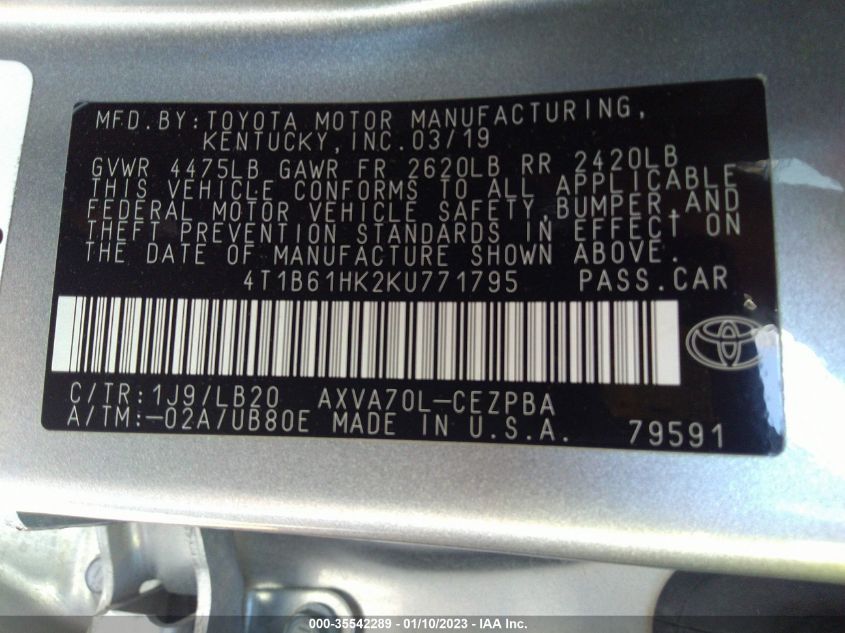 MFD.BY:TOYOTA MOTOR MANUFACTURING,
KENTUCKY,INC.03/19
GVWR 4475LB GAWR FR 2620LB RR 2420LB
THIS VEHICLE CONFORMS TO ALL APPLICABLE
FEDERAL MOTOR VEHICLE SAFETY,BUMPER,AND
THEFT PREVENTION STANDARDS IN EFFECT ON
THE DATE OF MANUFACTURE SHOWN ABOVE.
4T1B61HK2KU771795 PASS.CAR
C/TR:1J9/LB20 AXVA70L-CEZPBA
A/TM:-02A/UB80E MADE IN U.S.A. 79591
000-35542289 - 01/10/2023 - IAA Inc.